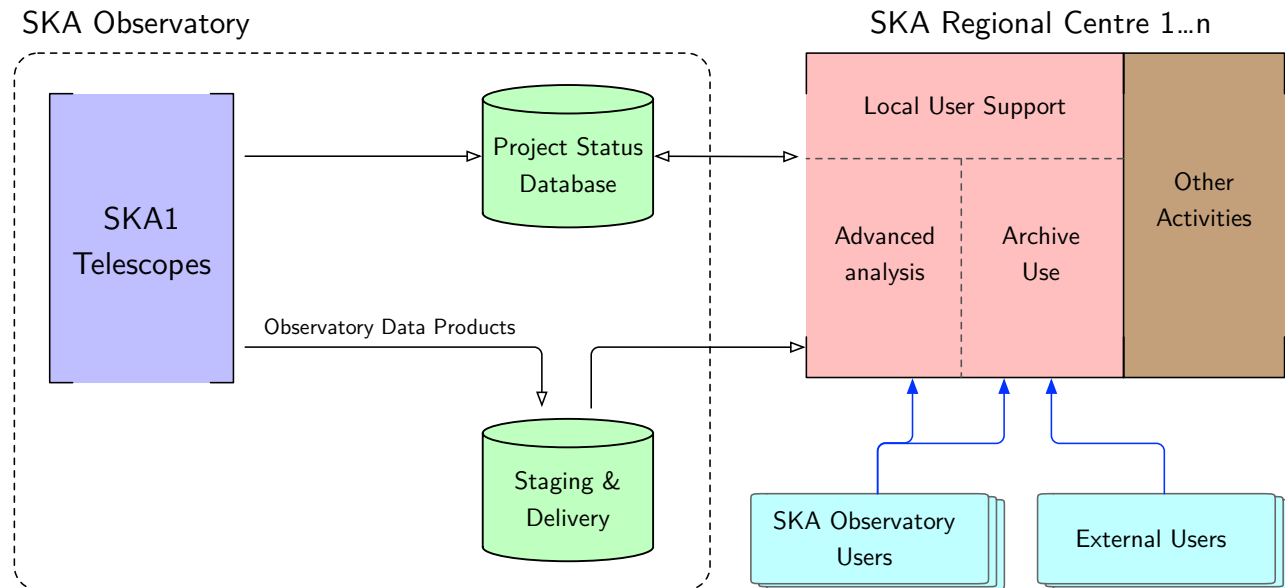 SKA Observatory
SKA Regional Centre 1...n
SKA1
Telescopes
Project Status
Database
Observatory Data Products
Staging &
Delivery
Local User Support
Advanced
analysis
Archive
Use
Other
Activities
SKA Observatory
Users
External Users